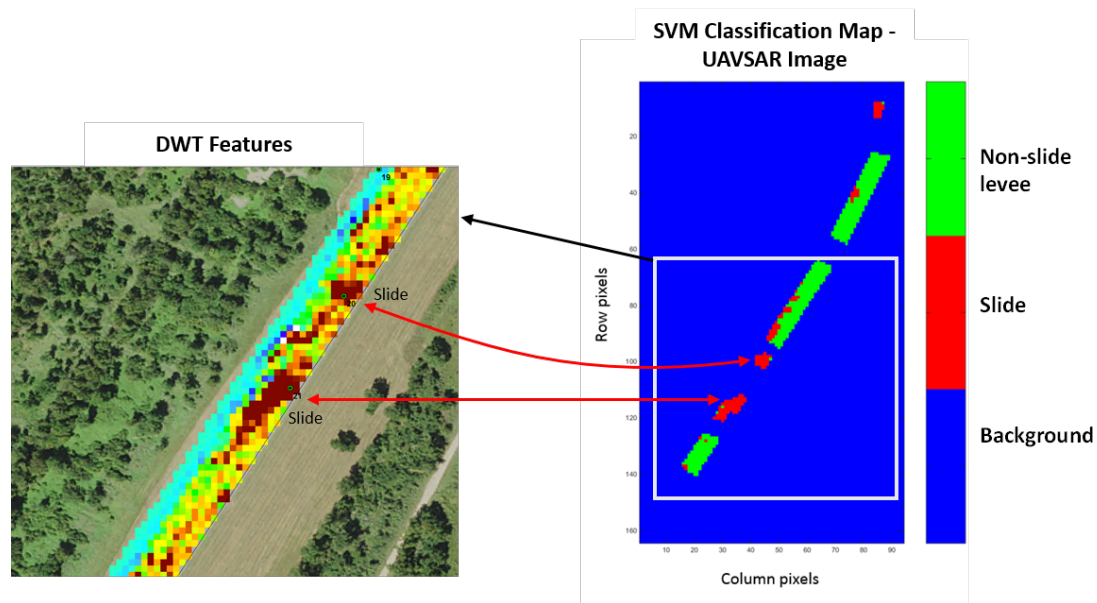 SVM Classification Map -
UAVSAR Image
DWT Features
19
Slide
20
21
Slide
Row pixels
20
40
60
80
100
120
140
160
10 20 30 40 50 60 70 80 90
Column pixels
Non-slide
levee
Slide
Background